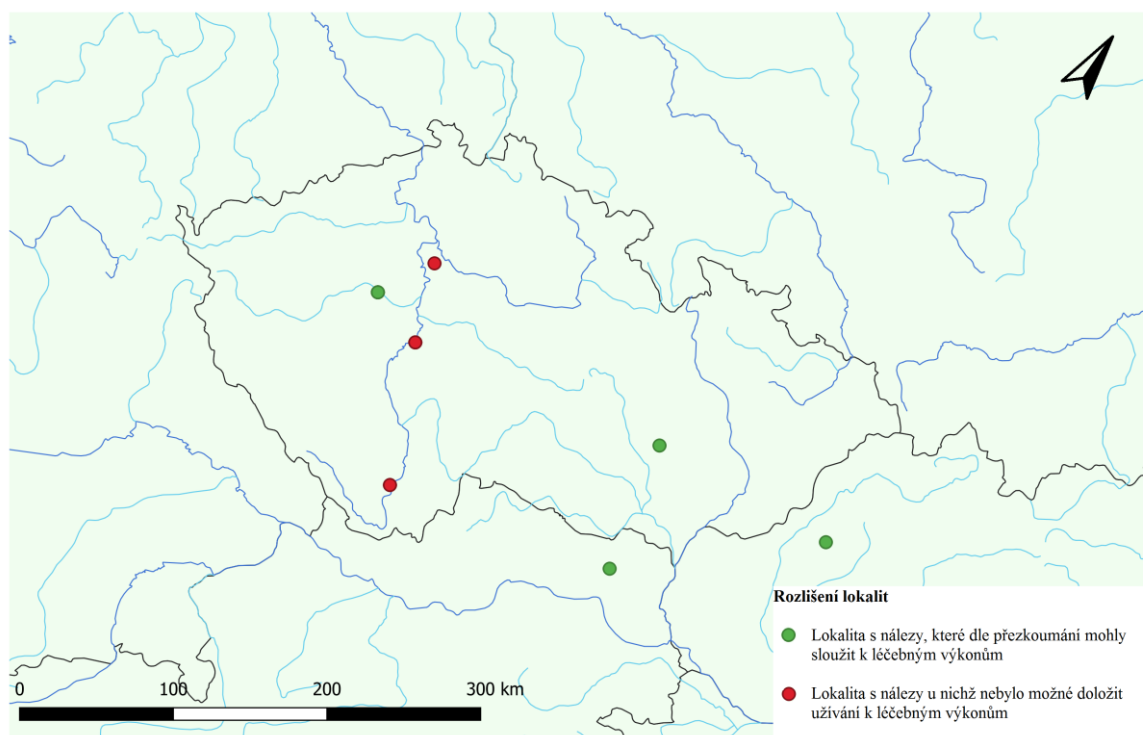 0 100 200 300 km
Rozlišení lokalit
Lokalita s nálezy, které dle přezkoumání mohly
sloužit k léčebným výkonům
Lokalita s nálezy u nichž nebylo možné doložit
užívání k léčebným výkonům